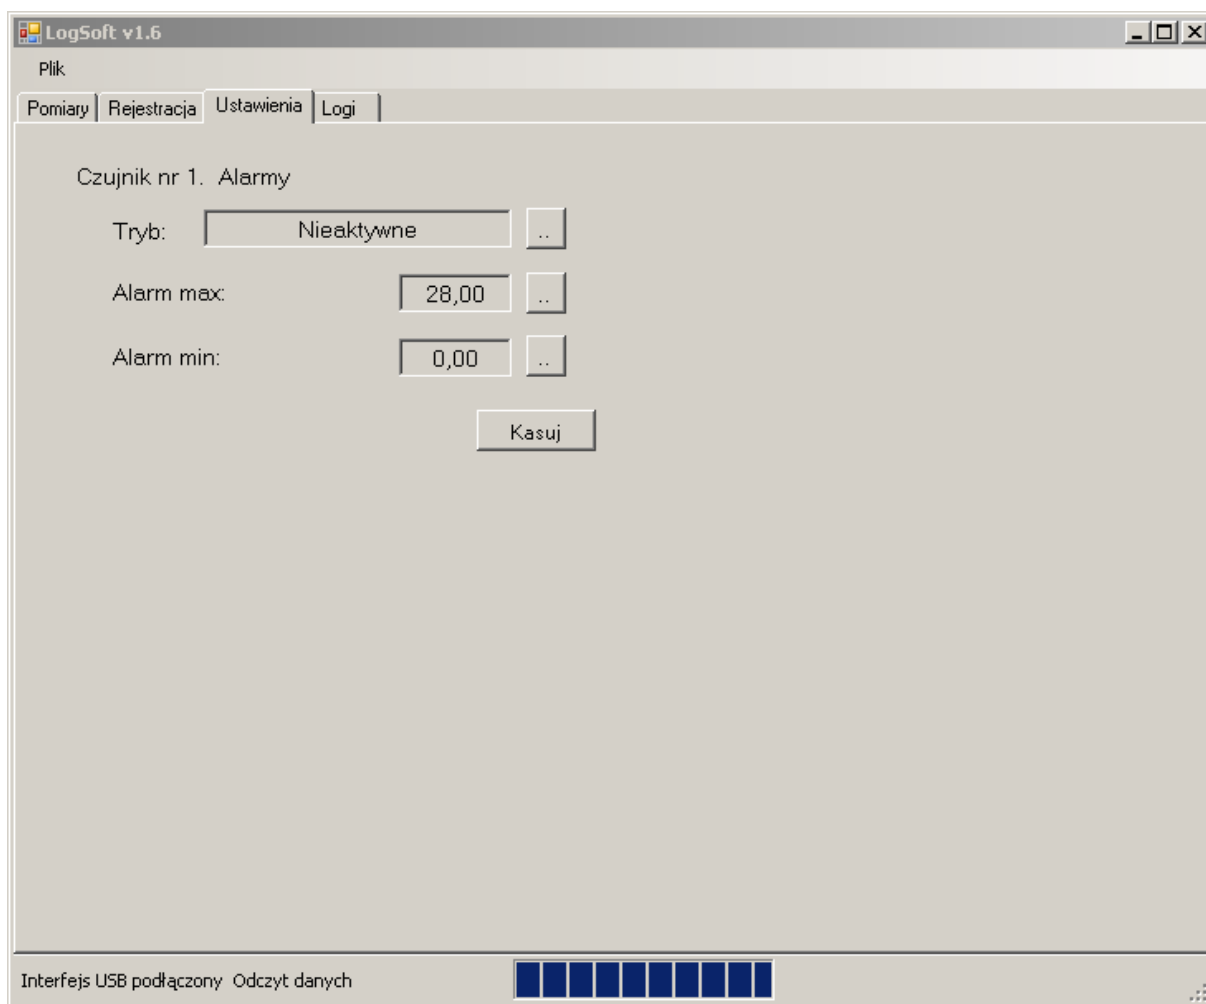 LogSoft v1.6
Plik
Pomiary Rejestracja Ustawienia Logi
Czujnik nr 1. Alarmy
Tryb: Nieaktywne ..
Alarm max: 28,00 ..
Alarm min: 0,00 ..
Kasuj
Interfejs USB podłączony Odczyt danych